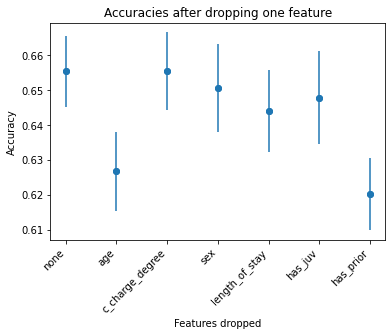 Accuracies after dropping one feature
Accuracy
0.66
0.65
0.64
0.63
0.62
0.61
none
age
c_charge_degree
sex
length_of_stay
has_juv
has_prior
Features dropped